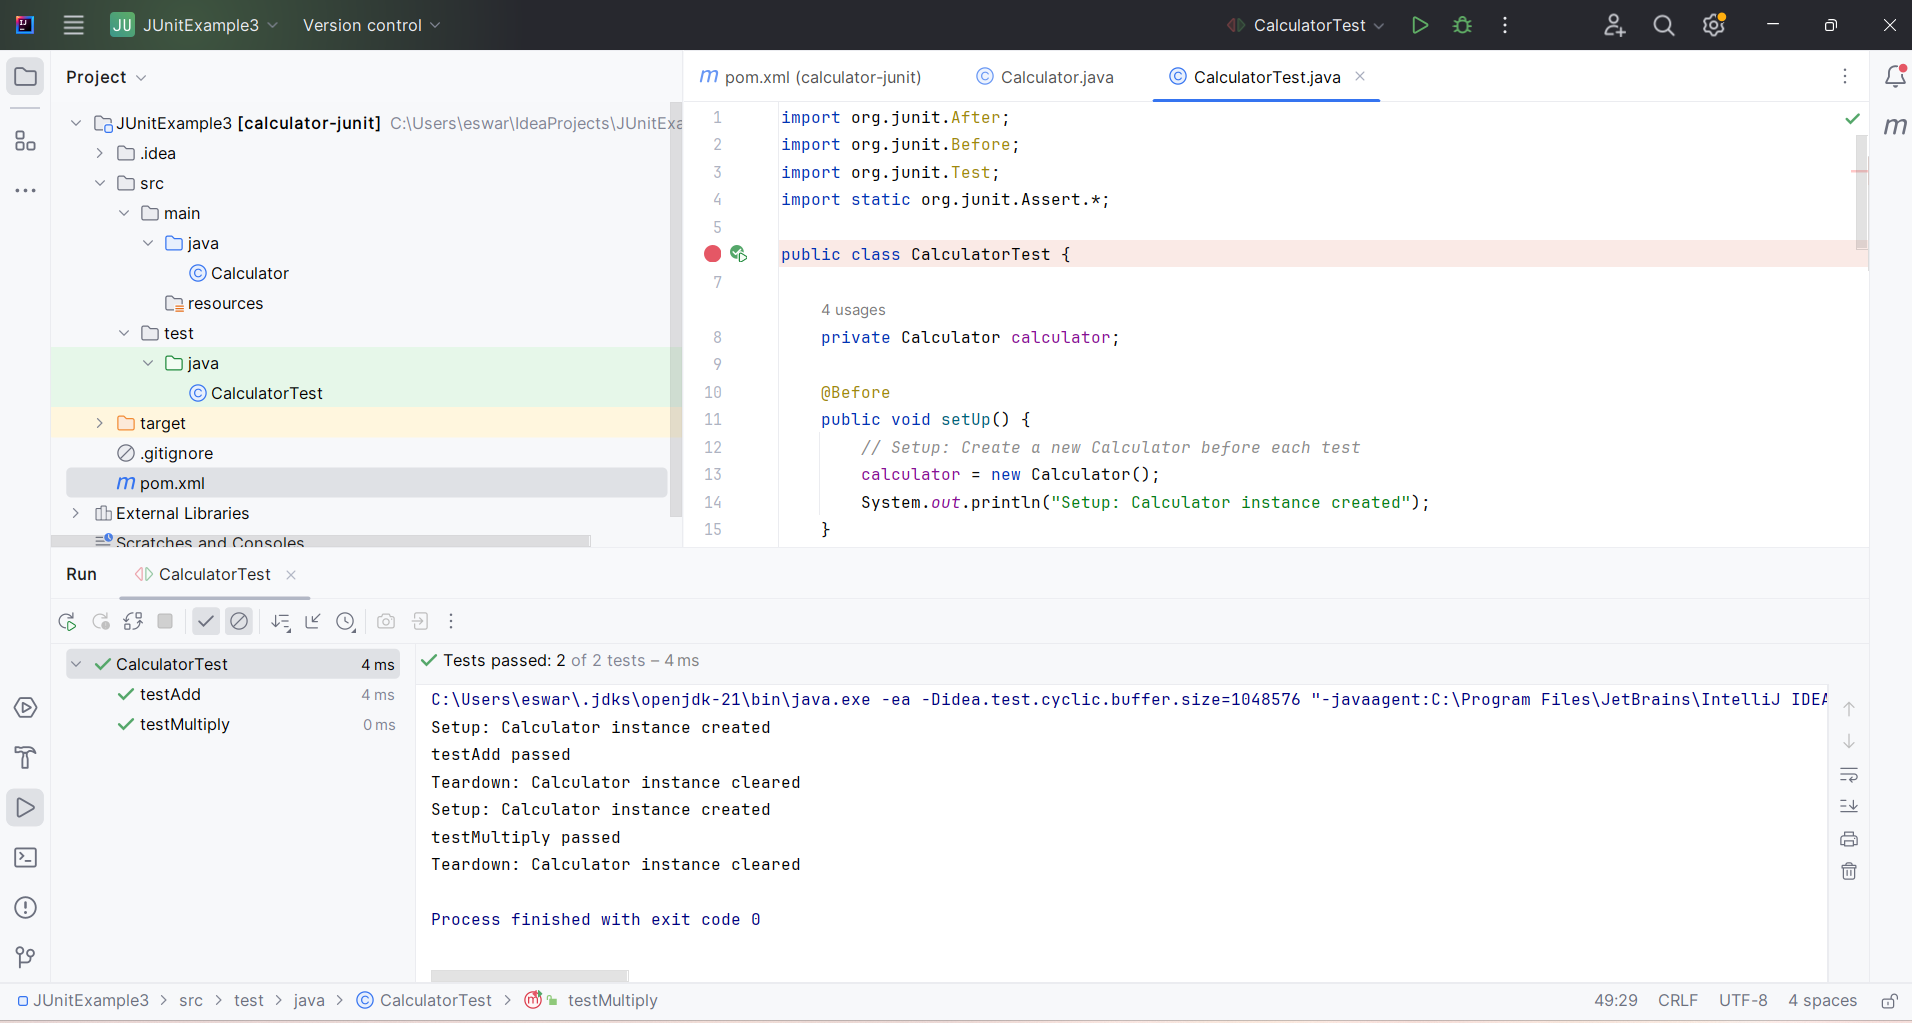 JU JUnitExample3 Version control CalculatorTest
Project
JUnitExample3 [calculator-junit] C:\Users\eswar\IdeaProjects\JUnitExa
.idea
src
main
java
Calculator
resources
test
java
CalculatorTest
target
.gitignore
m pom.xml
External Libraries
Scratches and Consoles
m pom.xml (calculator-junit) Calculator.java CalculatorTest.java
1 import org.junit.After;
2 import org.junit.Before;
3 import org.junit.Test;
4 import static org.junit.Assert.*;
5
public class CalculatorTest {
7
4 usages
8 private Calculator calculator;
9
10 @Before
11 public void setUp() {
12 // Setup: Create a new Calculator before each test
13 calculator = new Calculator();
14 System.out.println("Setup: Calculator instance created");
15 }
m
Run CalculatorTest
CalculatorTest 4 ms
testAdd 4 ms
testMultiply 0 ms
Tests passed: 2 of 2 tests – 4 ms
C:\Users\eswar\.jdks\openjdk-21\bin\java.exe -ea -Didea.test.cyclic.buffer.size=1048576 "-javaagent:C:\Program Files\JetBrains\IntelliJ IDEA
Setup: Calculator instance created
testAdd passed
Teardown: Calculator instance cleared
Setup: Calculator instance created
testMultiply passed
Teardown: Calculator instance cleared
Process finished with exit code 0
JUnitExample3 > src > test > java > CalculatorTest > testMultiply 49:29 CRLF UTF-8 4 spaces